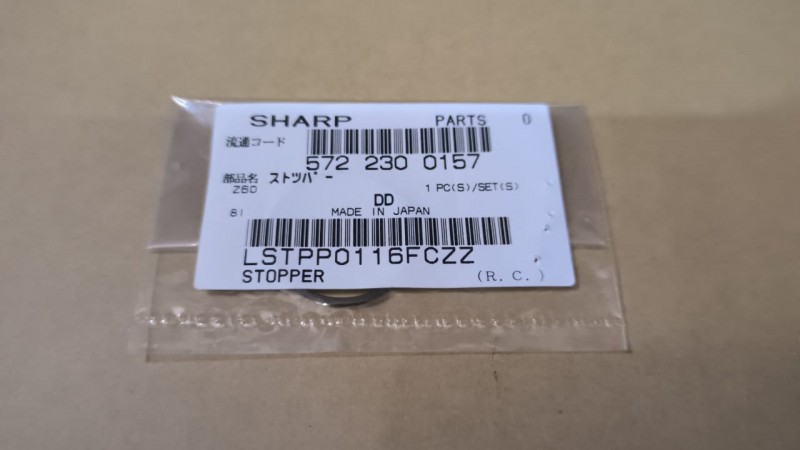 SHARP PARTS 0
流通コード
572 230 0157
部品名 ストツパー
Z60 1 PC(S)/SET(S)
DD
81 MADE IN JAPAN
LSTPP0116FCZZ
STOPPER (R.C.)